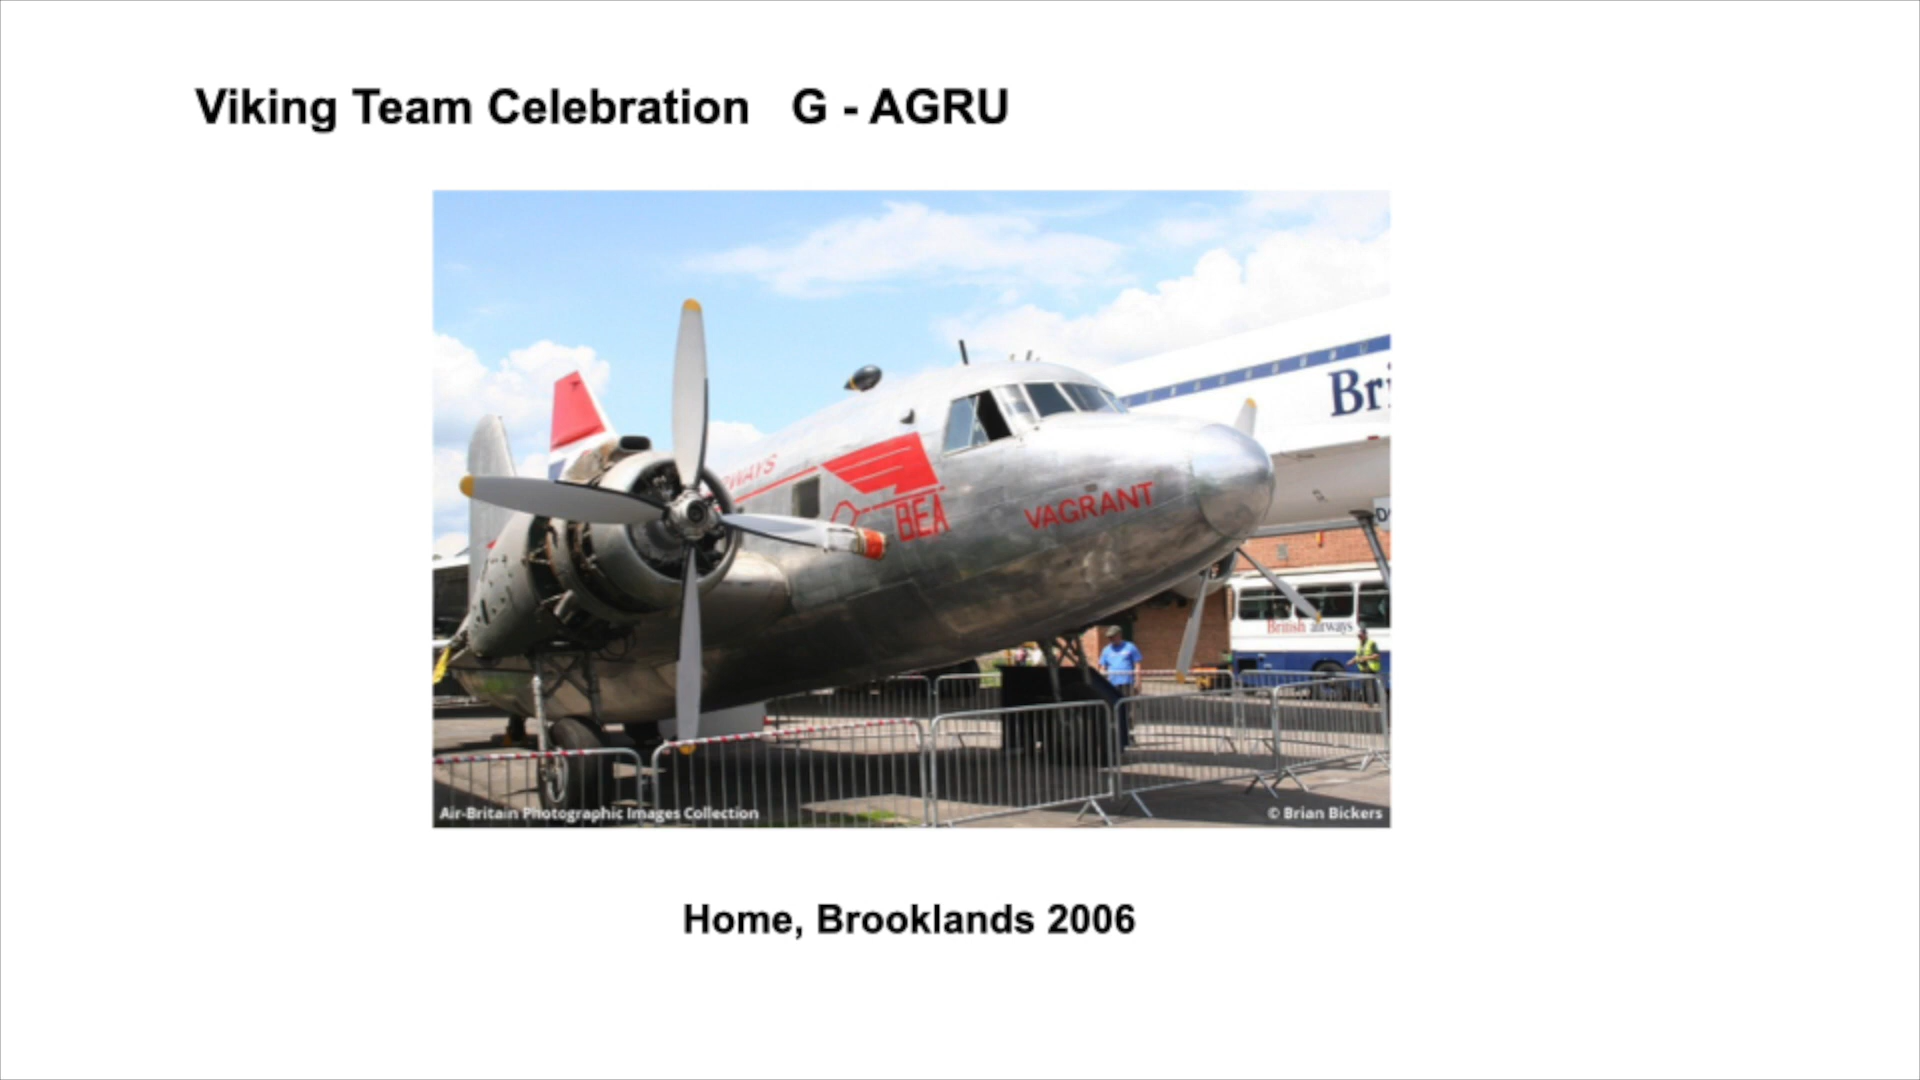 Viking Team Celebration G - AGRU
Bri
WAYS
BEA
VAGRANT
British airways
Air-Britain Photographic Images Collection
© Brian Bickers
Home, Brooklands 2006